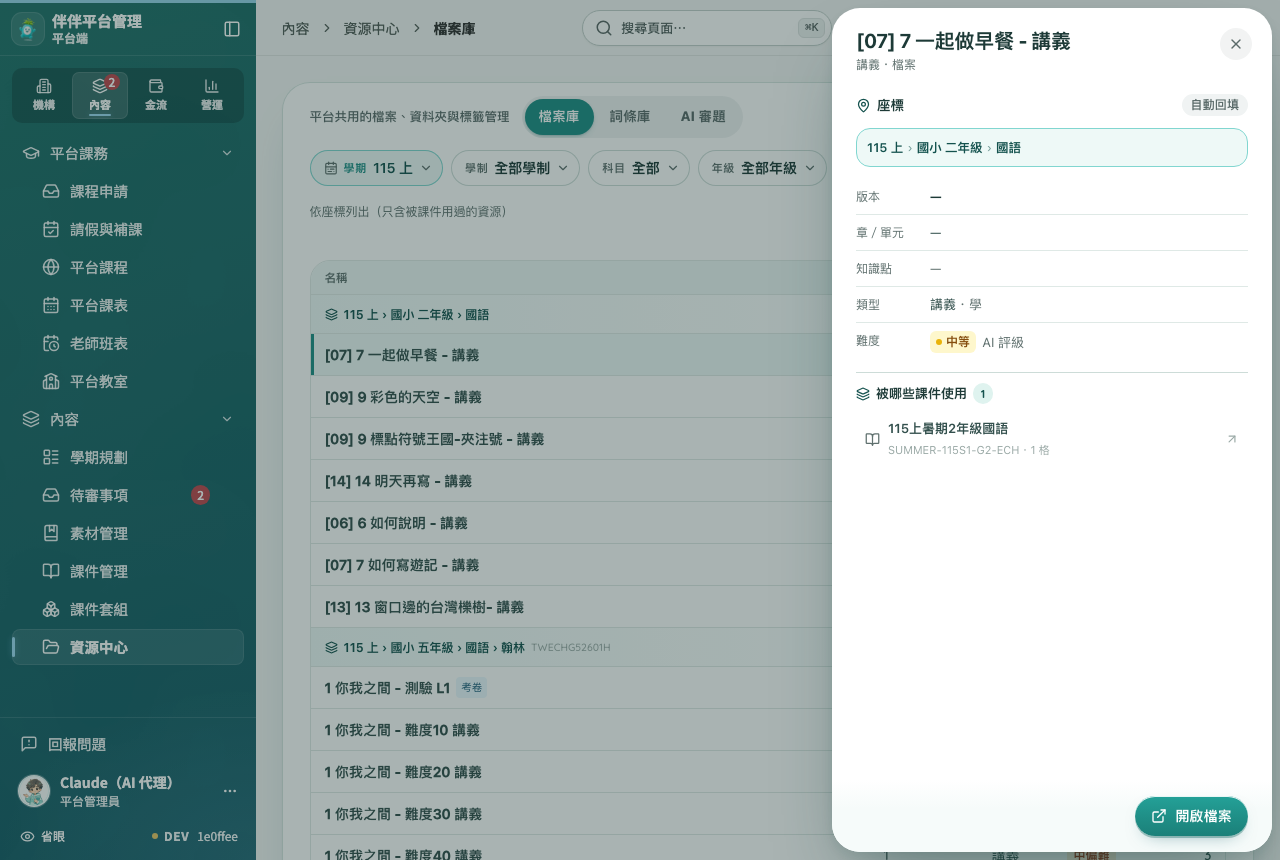 伴伴平台管理
平台端
機構
內容
2
金流
營運
平台課務
課程申請
請假與補課
平台課程
平台課表
老師班表
平台教室
內容
學期規劃
待審事項
2
素材管理
課件管理
課件套組
資源中心
回報問題
Claude（AI 代理）
平台管理員
省眼
DEV 1e0ffee
內容 > 資源中心 > 檔案庫
搜尋頁面⋯
⌘K
平台共用的檔案、資料夾與標籤管理
檔案庫
詞條庫
AI 審題
學期 115 上
學制 全部學制
科目 全部
年級 全部年級
依座標列出（只含被課件用過的資源）
名稱
115 上 › 國小 二年級 › 國語
[07] 7 一起做早餐 - 講義
[09] 9 彩色的天空 - 講義
[09] 9 標點符號王國-夾注號 - 講義
[14] 14 明天再寫 - 講義
[06] 6 如何說明 - 講義
[07] 7 如何寫遊記 - 講義
[13] 13 窗口邊的台灣欒樹- 講義
115 上 › 國小 五年級 › 國語 › 翰林 TWECHG52601H
1 你我之間 - 測驗 L1 考卷
1 你我之間 - 難度10 講義
1 你我之間 - 難度20 講義
1 你我之間 - 難度30 講義
1 你我之間 - 難度40 講義
講義
中偏難
3
[07] 7 一起做早餐 - 講義
講義 · 檔案
座標
自動回填
115 上 › 國小 二年級 › 國語
版本 —
章 / 單元 —
知識點 —
類型 講義 · 學
難度 中等 AI 評級
被哪些課件使用 1
115上暑期2年級國語
SUMMER-115S1-G2-ECH · 1 格
開啟檔案